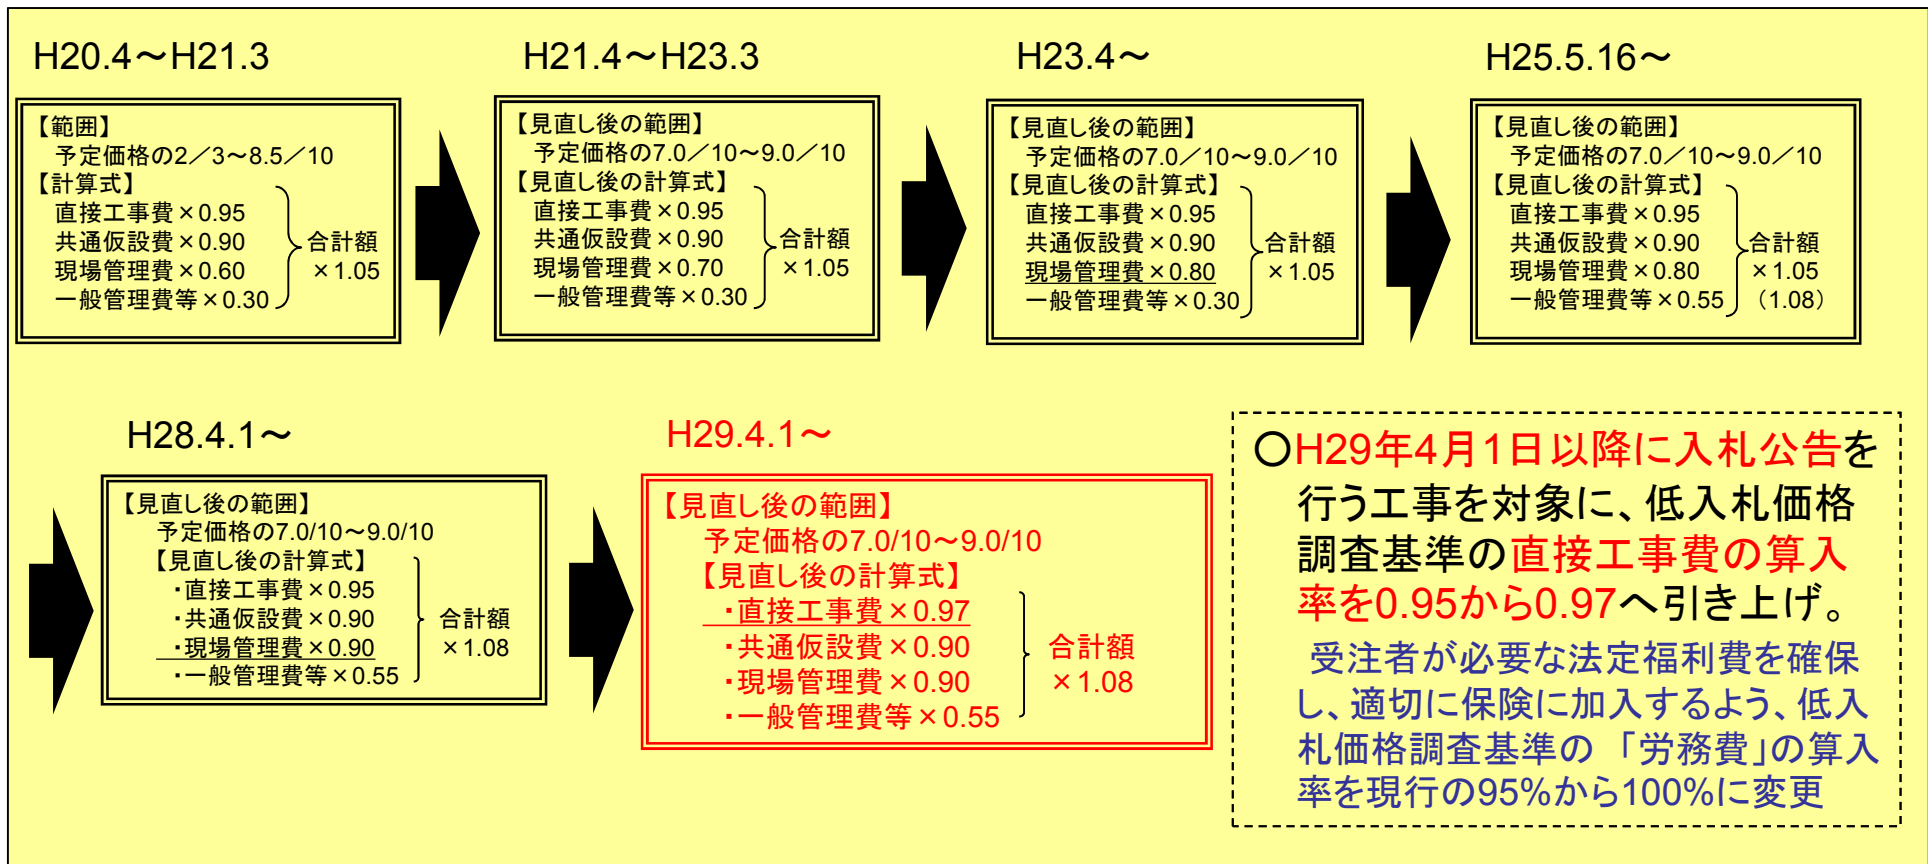 H20.4～H21.3
【範囲】
予定価格の2／3～8.5／10
【計算式】
直接工事費×0.95
共通仮設費×0.90
現場管理費×0.60
一般管理費等×0.30
合計額
×1.05
H21.4～H23.3
【見直し後の範囲】
予定価格の7.0／10～9.0／10
【見直し後の計算式】
直接工事費×0.95
共通仮設費×0.90
現場管理費×0.70
一般管理費等×0.30
合計額
×1.05
H23.4～
【見直し後の範囲】
予定価格の7.0／10～9.0／10
【見直し後の計算式】
直接工事費×0.95
共通仮設費×0.90
現場管理費×0.80
一般管理費等×0.30
合計額
×1.05
H25.5.16～
【見直し後の範囲】
予定価格の7.0／10～9.0／10
【見直し後の計算式】
直接工事費×0.95
共通仮設費×0.90
現場管理費×0.80
一般管理費等×0.55
合計額
×1.05
（1.08）
H28.4.1～
【見直し後の範囲】
予定価格の7.0/10～9.0/10
【見直し後の計算式】
・直接工事費×0.95
・共通仮設費×0.90
・現場管理費×0.90
・一般管理費等×0.55
合計額
×1.08
H29.4.1～
【見直し後の範囲】
予定価格の7.0/10～9.0/10
【見直し後の計算式】
・直接工事費×0.97
・共通仮設費×0.90
・現場管理費×0.90
・一般管理費等×0.55
合計額
×1.08
○H29年4月1日以降に入札公告を
行う工事を対象に、低入札価格
調査基準の直接工事費の算入
率を0.95から0.97へ引き上げ。
受注者が必要な法定福利費を確保
し、適切に保険に加入するよう、低入
札価格調査基準の 「労務費」の算入
率を現行の95%から100%に変更